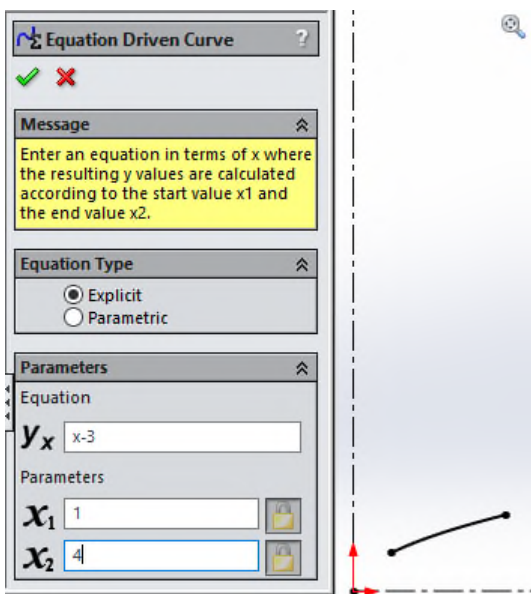 Equation Driven Curve ?
Message
Enter an equation in terms of x where
the resulting y values are calculated
according to the start value x1 and
the end value x2.
Equation Type
Explicit
Parametric
Parameters
Equation
yx x-3
Parameters
x1 1
x2 4